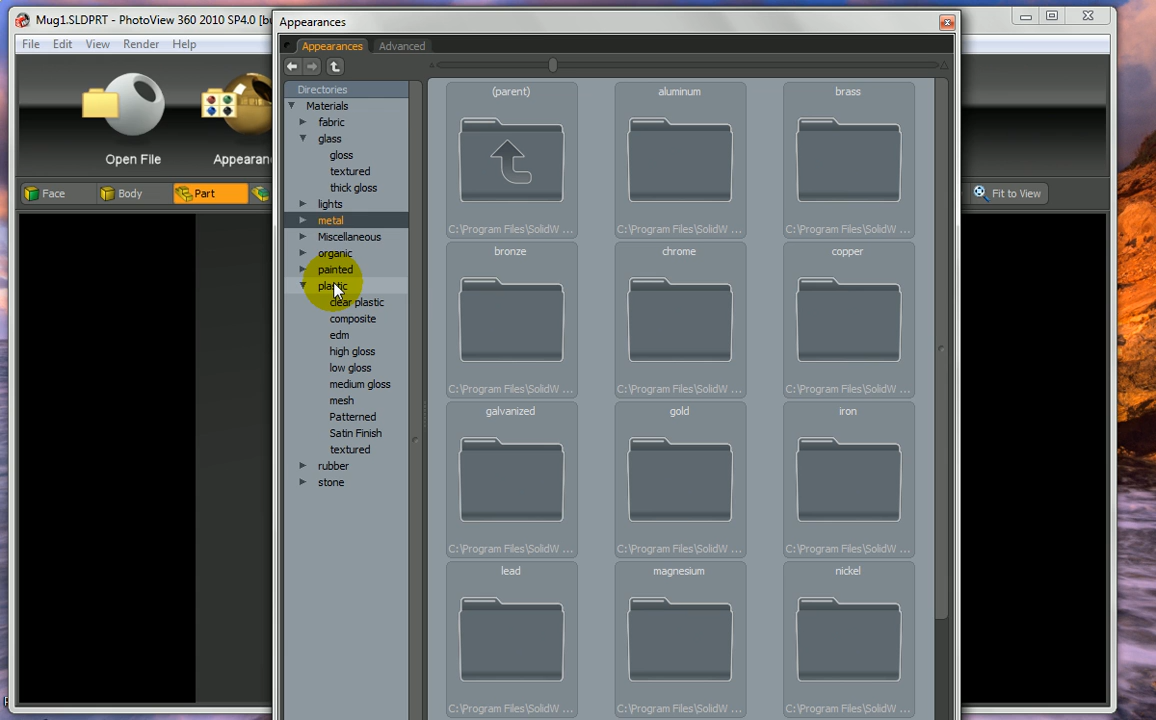 Mug1.SLDPRT - PhotoView 360 2010 SP4.0 [bu
Appearances
File Edit View Render Help
Appearances Advanced
Open File
Appearan
Face
Body
Part
Fit to View
Directories
Materials
fabric
glass
gloss
textured
thick gloss
lights
metal
Miscellaneous
organic
painted
plastic
clear plastic
composite
edm
high gloss
low gloss
medium gloss
mesh
Patterned
Satin Finish
textured
rubber
stone
(parent) aluminum brass
C:\Program Files\SolidW ... C:\Program Files\SolidW ... C:\Program Files\SolidW ...
bronze chrome copper
C:\Program Files\SolidW ... C:\Program Files\SolidW ... C:\Program Files\SolidW ...
galvanized gold iron
C:\Program Files\SolidW ... C:\Program Files\SolidW ... C:\Program Files\SolidW ...
lead magnesium nickel
C:\Program Files\SolidW ... C:\Program Files\SolidW ... C:\Program Files\SolidW ...